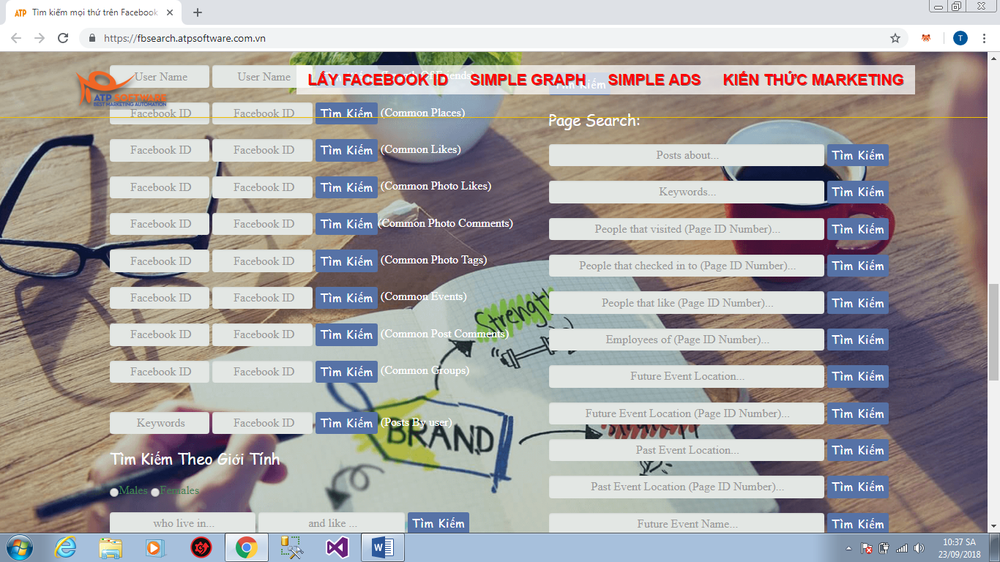 Tìm kiếm mọi thứ trên Facebook
https://fbsearch.atpsoftware.com.vn
T
ATP SOFTWARE
BEST MARKETING AUTOMATION
LẤY FACEBOOK ID SIMPLE GRAPH SIMPLE ADS KIẾN THỨC MARKETING
User Name User Name
Tìm Kiếm
Facebook ID Facebook ID Tìm Kiếm (Common Places)
Facebook ID Facebook ID Tìm Kiếm (Common Likes)
Facebook ID Facebook ID Tìm Kiếm (Common Photo Likes)
Facebook ID Facebook ID Tìm Kiếm (Common Photo Comments)
Facebook ID Facebook ID Tìm Kiếm (Common Photo Tags)
Facebook ID Facebook ID Tìm Kiếm (Common Events)
Facebook ID Facebook ID Tìm Kiếm (Common Post Comments)
Facebook ID Facebook ID Tìm Kiếm (Common Groups)
Keywords Facebook ID Tìm Kiếm (Posts By user)
Tìm Kiếm Theo Giới Tính
Males Females
who live in... and like ... Tìm Kiếm
Page Search:
Posts about... Tìm Kiếm
Keywords... Tìm Kiếm
People that visited (Page ID Number)... Tìm Kiếm
People that checked in to (Page ID Number)... Tìm Kiếm
People that like (Page ID Number)... Tìm Kiếm
Employees of (Page ID Number)... Tìm Kiếm
Future Event Location... Tìm Kiếm
Future Event Location (Page ID Number)... Tìm Kiếm
Past Event Location... Tìm Kiếm
Past Event Location (Page ID Number)... Tìm Kiếm
Future Event Name... Tìm Kiếm
Strength
BRAND
10:37 SA
23/09/2018